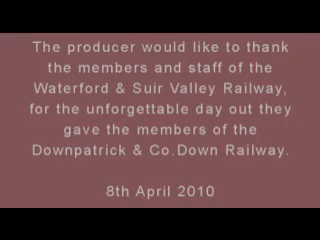 The producer would like to thank
the members and staff of the
Waterford & Suir Valley Railway,
for the unforgettable day out they
gave the members of the
Downpatrick & Co.Down Railway.
8th April 2010